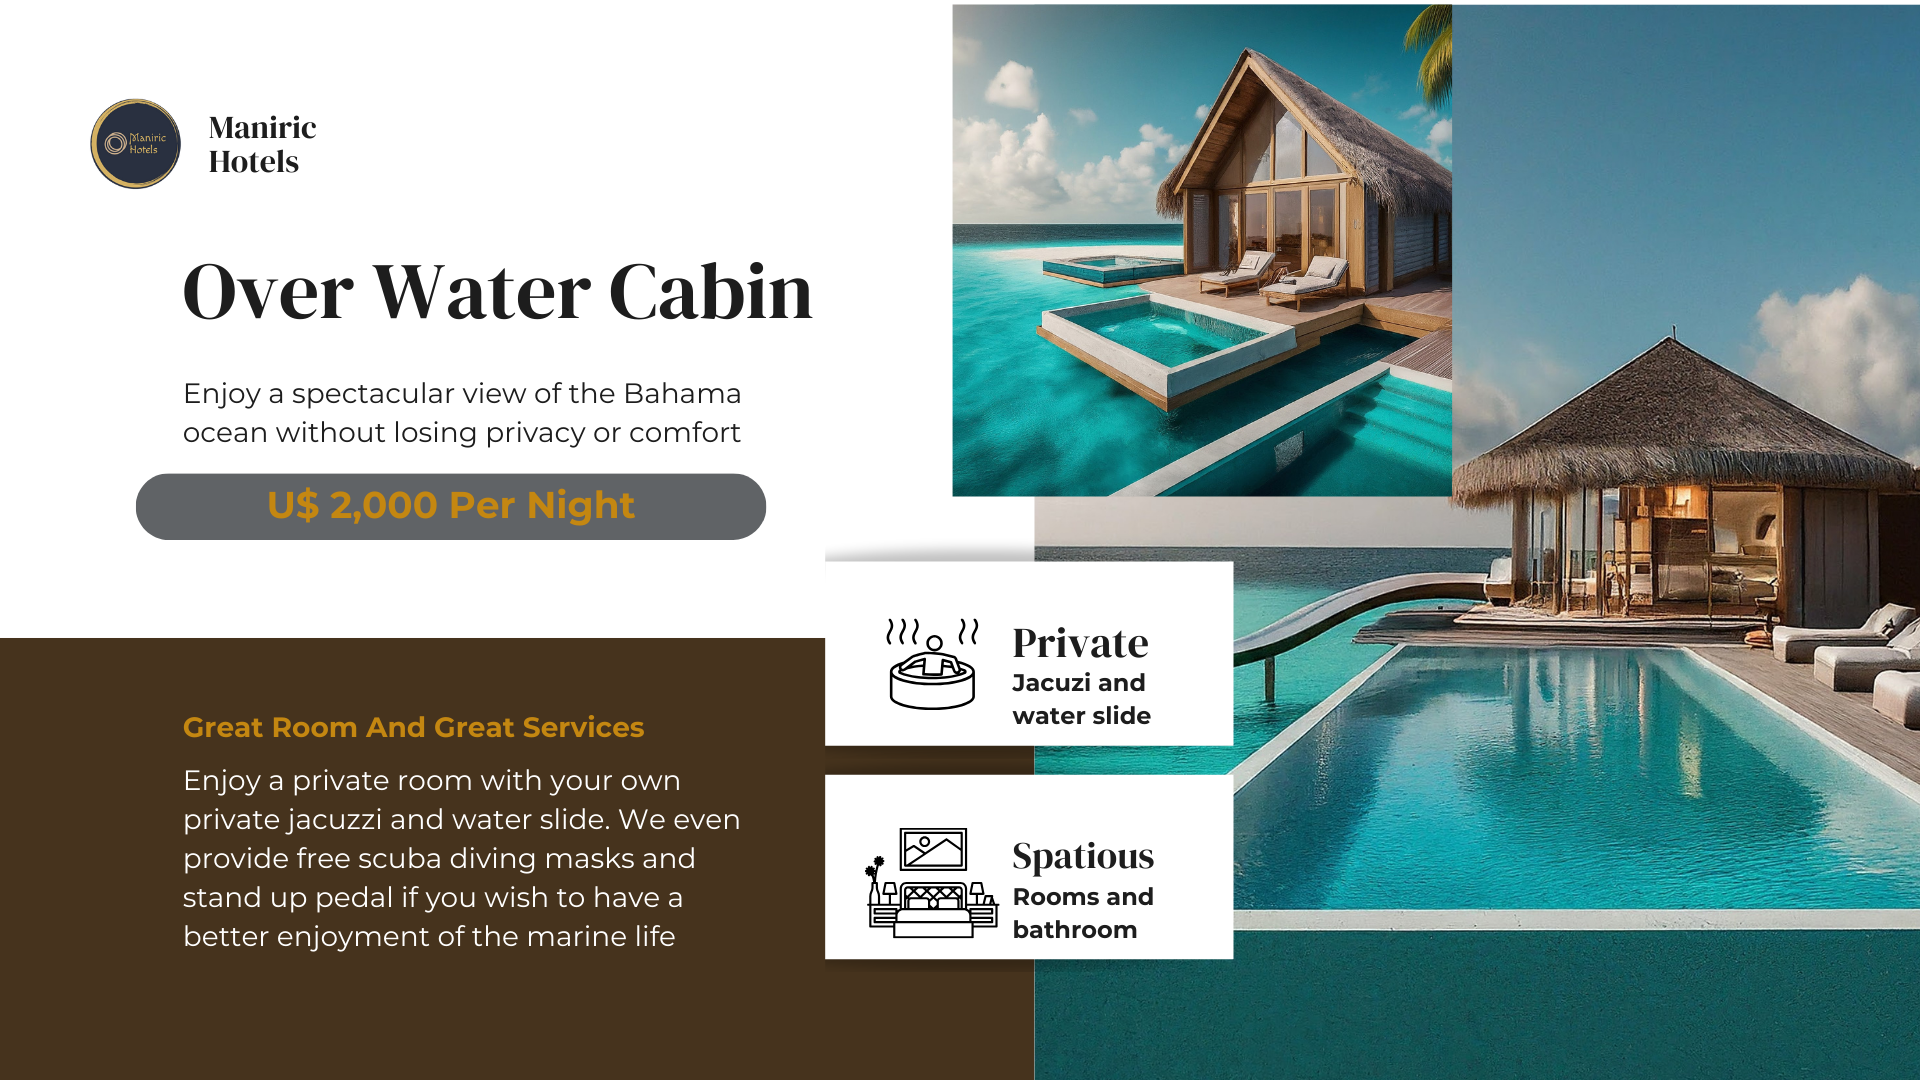 Maniric
Hotels
Maniric
Hotels
Over Water Cabin
Enjoy a spectacular view of the Bahama
ocean without losing privacy or comfort
U$ 2,000 Per Night
Great Room And Great Services
Enjoy a private room with your own
private jacuzzi and water slide. We even
provide free scuba diving masks and
stand up pedal if you wish to have a
better enjoyment of the marine life
Private
Jacuzi and
water slide
Spatious
Rooms and
bathroom